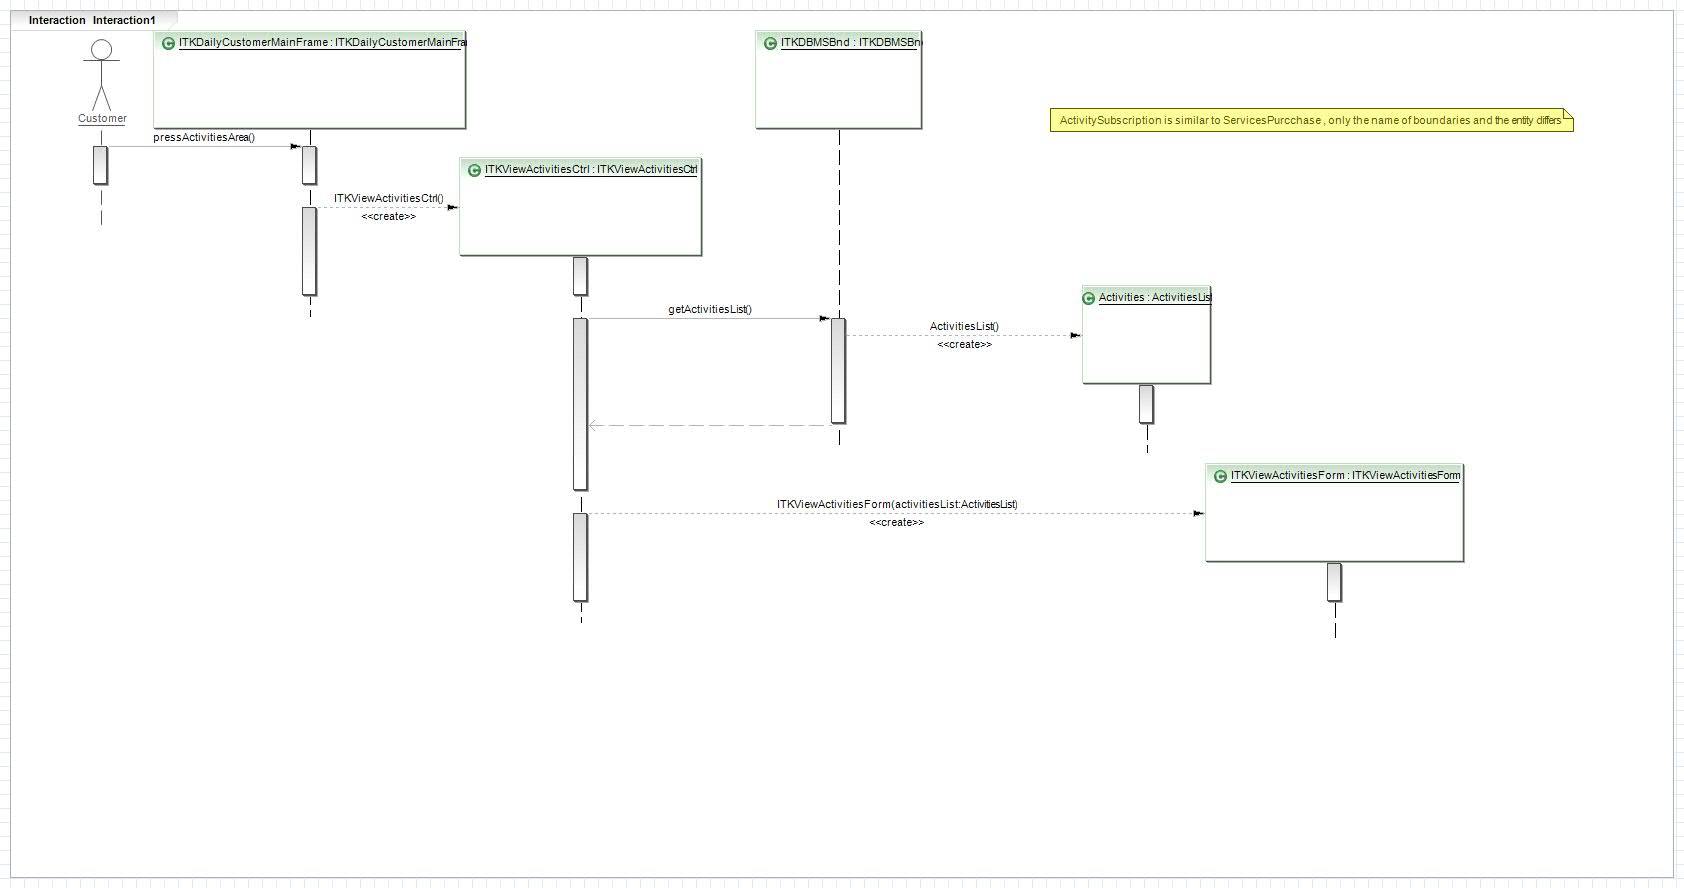 Interaction Interaction1
ITKDailyCustomerMainFrame : ITKDailyCustomerMainFra
ITKDBMSBnd : ITKDBMSBn
Customer
ActivitySubscription is similar to ServicesPurcchase , only the name of boundaries and the entity differs
pressActivitiesArea()
ITKViewActivitiesCtrl : ITKViewActivitiesCtrl
ITKViewActivitiesCtrl()
<<create>>
Activities : ActivitiesLis
getActivitiesList()
ActivitiesList()
<<create>>
ITKViewActivitiesForm : ITKViewActivitiesForm
ITKViewActivitiesForm(activitiesList:ActivitiesList)
<<create>>